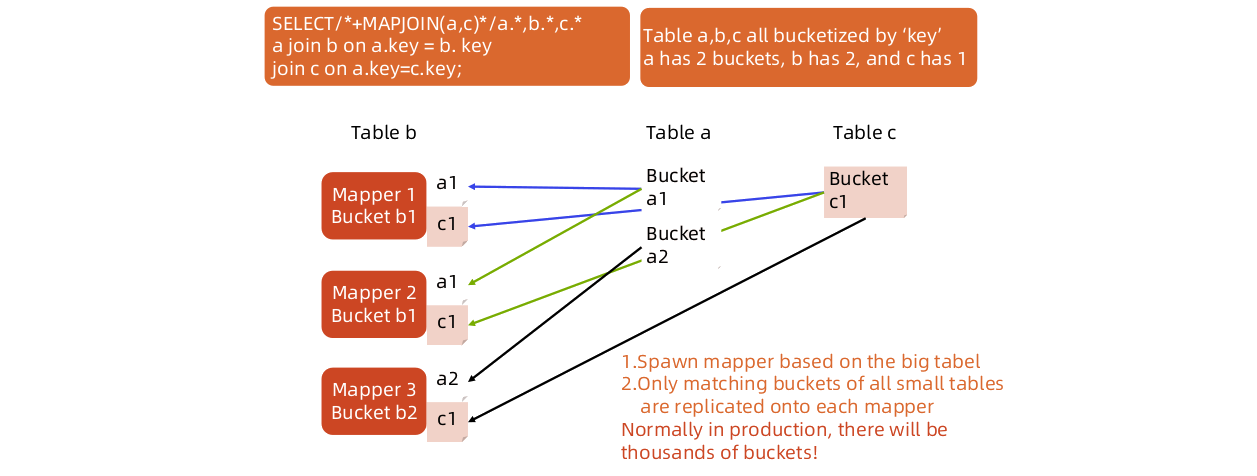 SELECT/*+MAPJOIN(a,c)*/a.*,b.*,c.*
a join b on a.key = b. key
join c on a.key=c.key;
Table a,b,c all bucketized by ‘key’
a has 2 buckets, b has 2, and c has 1
Table b
Table a
Table c
Mapper 1
Bucket b1
a1
c1
Bucket
a1
Bucket
c1
Bucket
a2
Mapper 2
Bucket b1
a1
c1
Mapper 3
Bucket b2
a2
c1
1.Spawn mapper based on the big tabel
2.Only matching buckets of all small tables
are replicated onto each mapper
Normally in production, there will be
thousands of buckets!